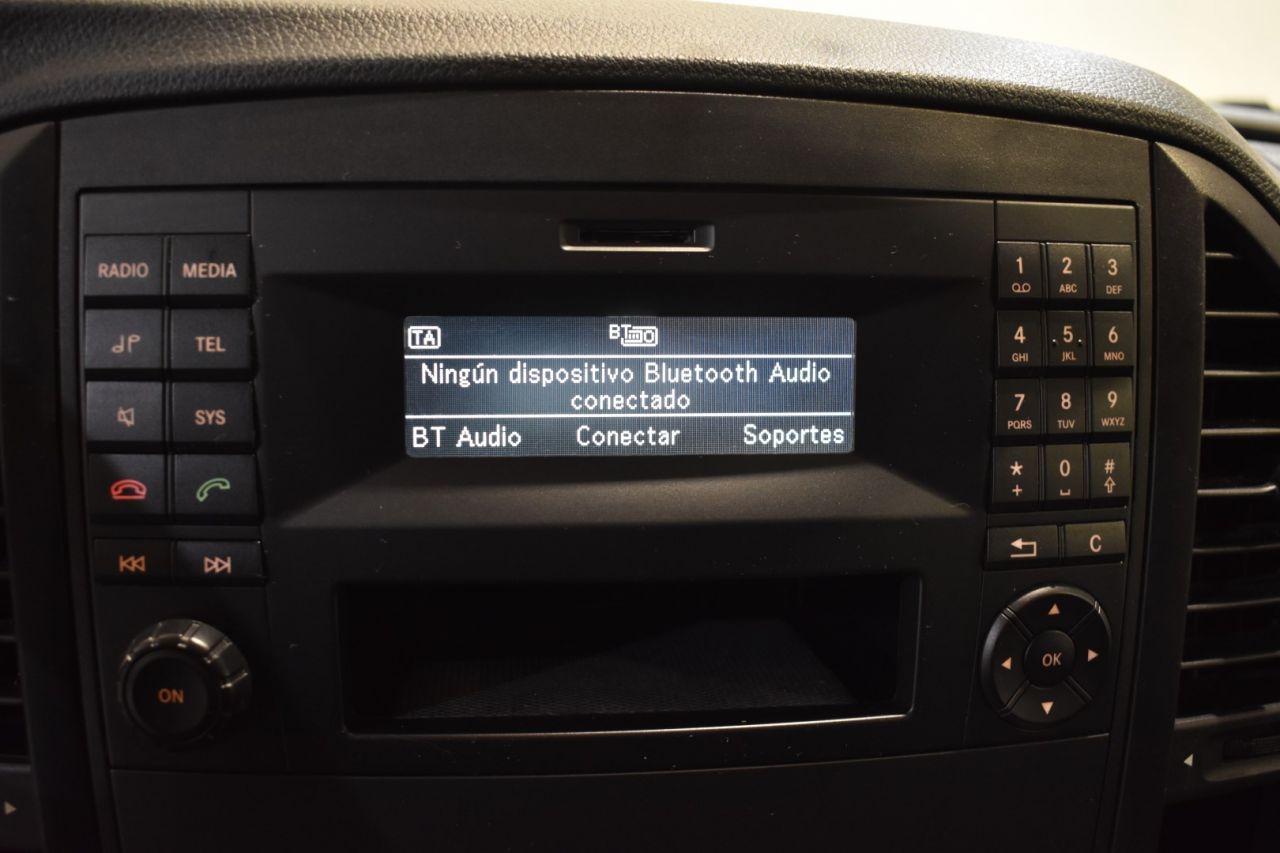 RADIO MEDIA
TEL
SYS
ON
TA BT
Ningún dispositivo Bluetooth Audio
conectado
BT Audio Conectar Soportes
1 2 3
ABC DEF
4 5 6
GHI JKL MNO
7 8 9
PQRS TUV WXYZ
* 0 #
+
C
OK